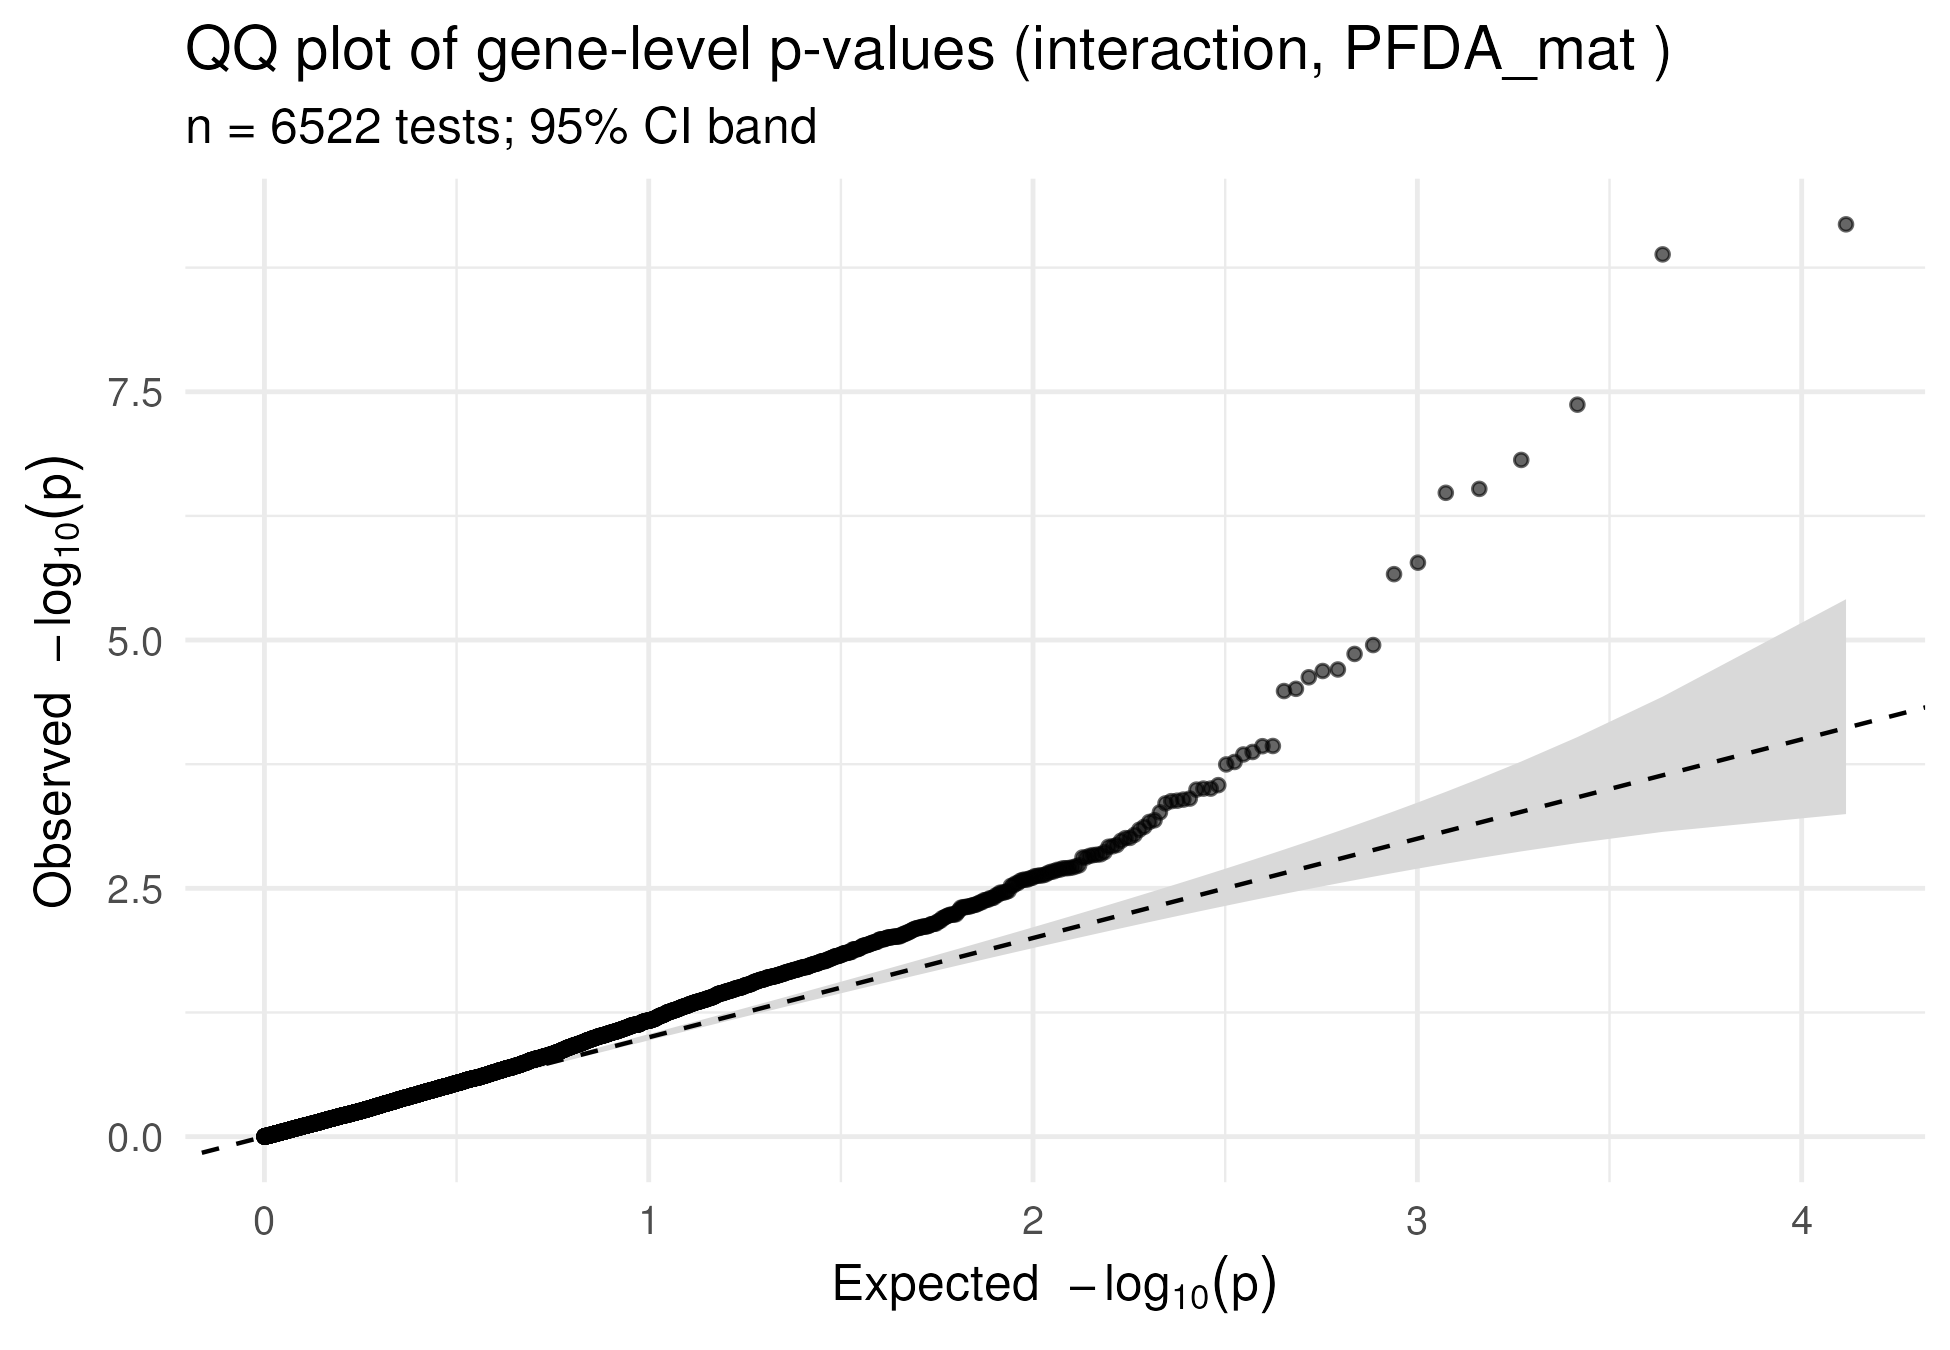 QQ plot of gene-level p-values (interaction, PFDA_mat )
n = 6522 tests; 95% CI band
Observed −log10(p)
7.5
5.0
2.5
0.0
0 1 2 3 4
Expected −log10(p)